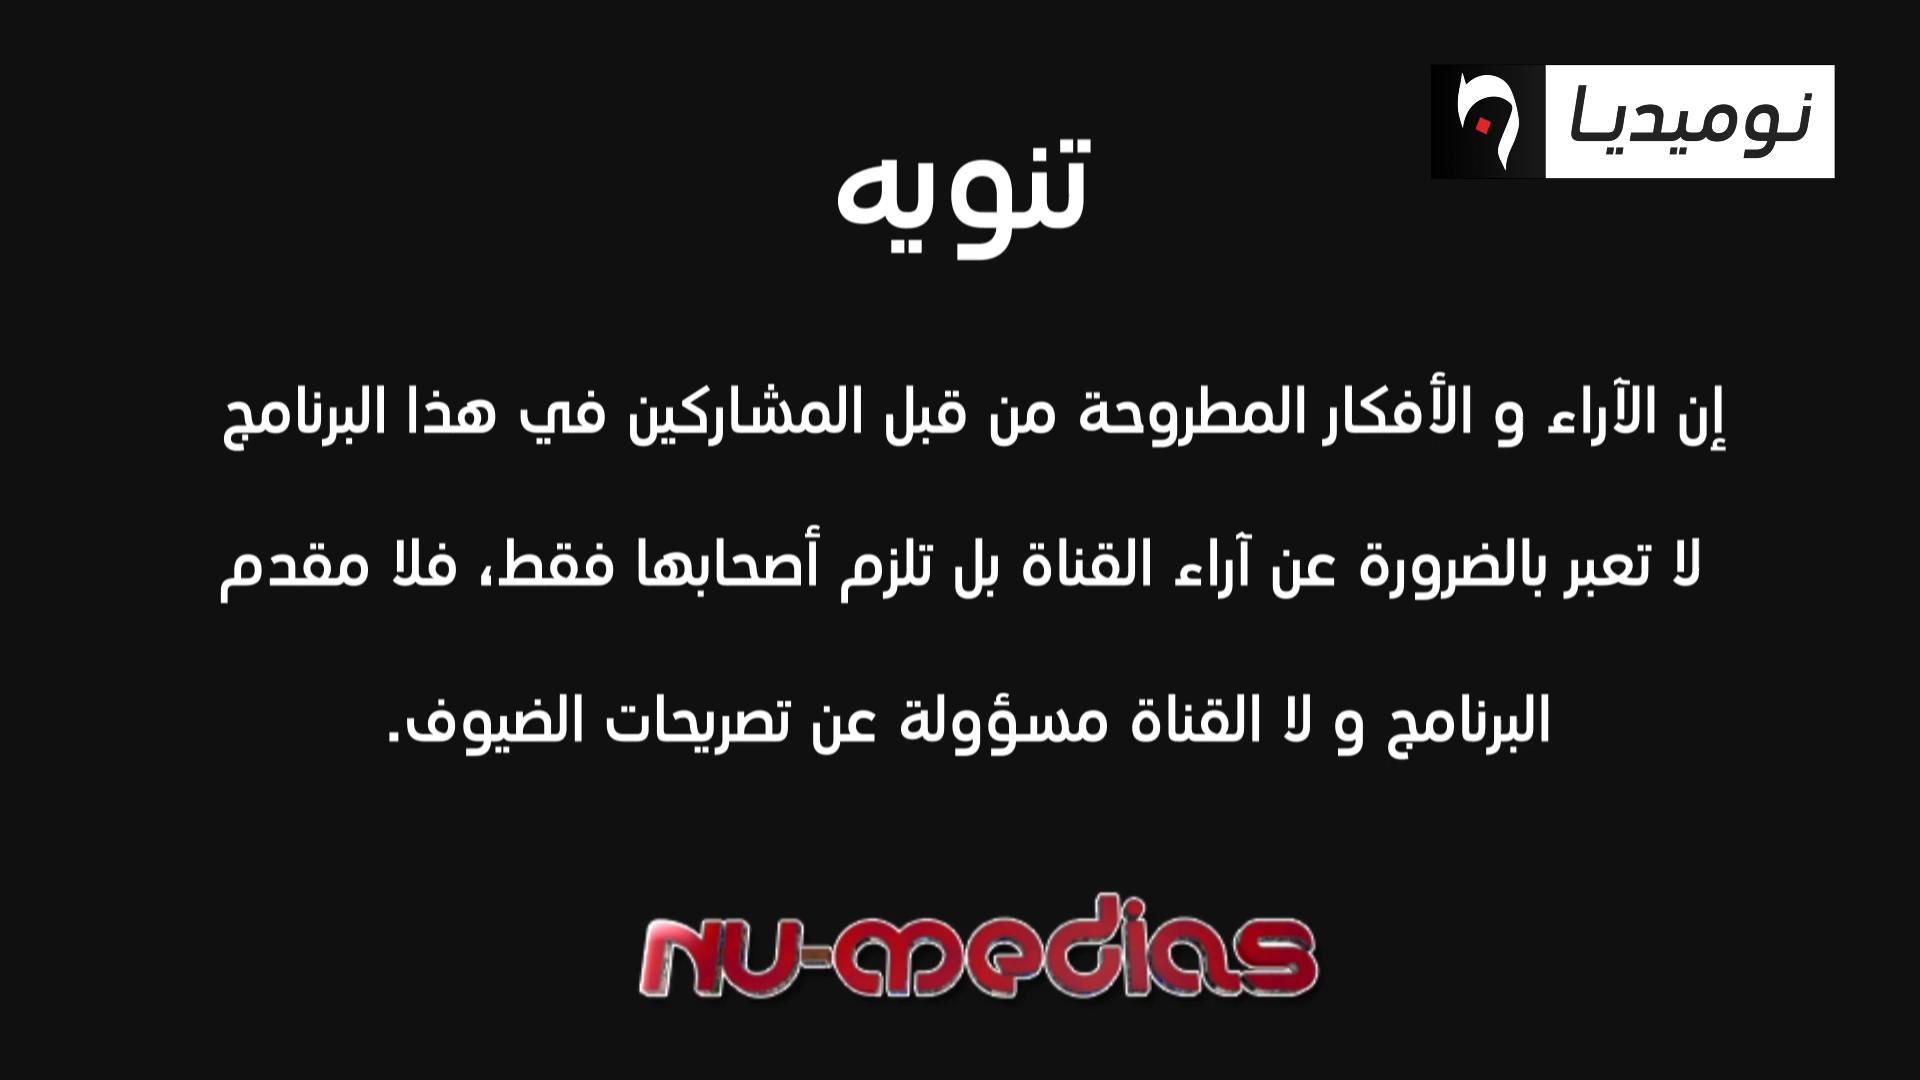 نوميديا
تنويه
إن الآراء و الأفكار المطروحة من قبل المشاركين في هذا البرنامج
لا تعبر بالضرورة عن آراء القناة بل تلزم أصحابها فقط، فلا مقدم
البرنامج و لا القناة مسؤولة عن تصريحات الضيوف.
NU-medias